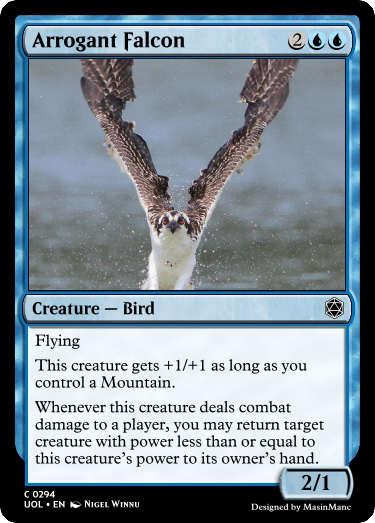 Arrogant Falcon 2
Creature — Bird
Flying
This creature gets +1/+1 as long as you
control a Mountain.
Whenever this creature deals combat
damage to a player, you may return target
creature with power less than or equal to
this creature's power to its owner's hand.
2/1
C 0294
UOL • EN Nigel Winnu
Designed by MasinManc